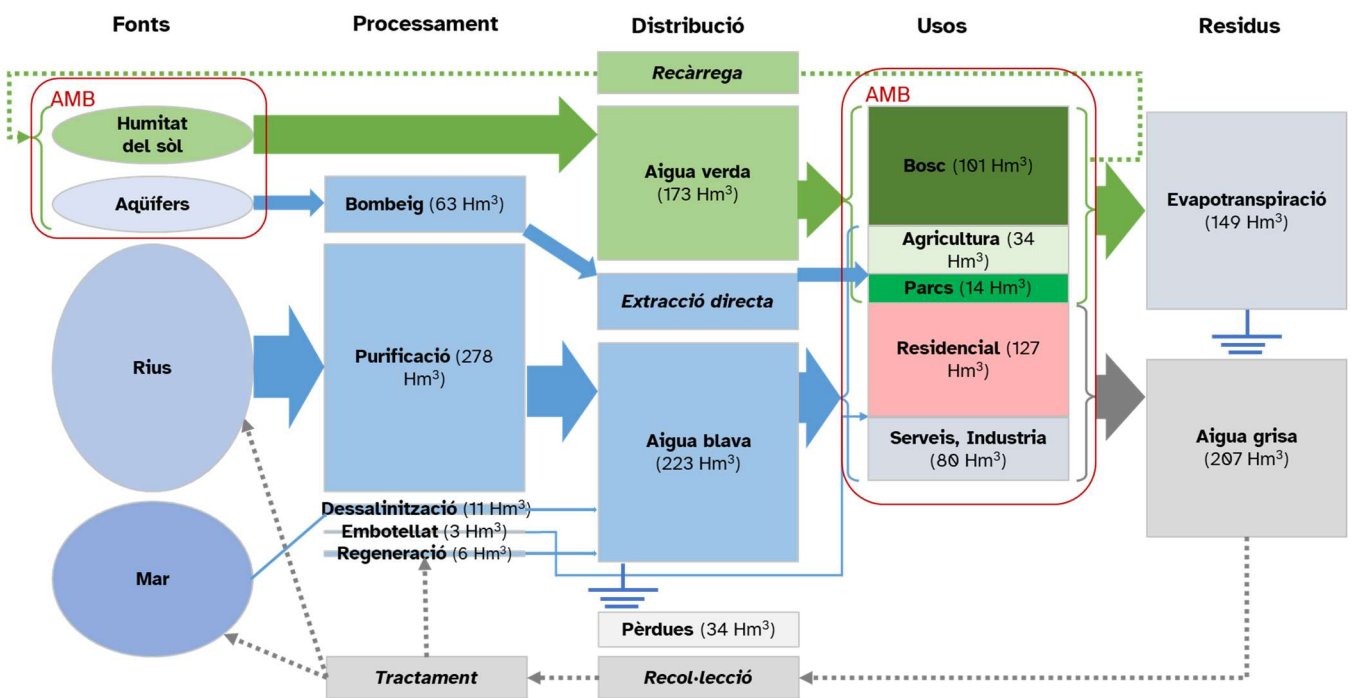 Fonts
Processament
Distribució
Usos
Residus
Recàrrega
AMB
AMB
Humitat
del sòl
Aigua verda
(173 Hm³)
Bosc (101 Hm³)
Evapotranspiració
(149 Hm³)
Aqüífers
Bombeig (63 Hm³)
Agricultura (34
Hm³)
Extracció directa
Parcs (14 Hm³)
Rius
Purificació (278
Hm³)
Residencial (127
Hm³)
Aigua blava
(223 Hm³)
Serveis, Industria
(80 Hm³)
Aigua grisa
(207 Hm³)
Dessalinització (11 Hm³)
Embotellat (3 Hm³)
Regeneració (6 Hm³)
Mar
Pèrdues (34 Hm³)
Tractament
Recol·lecció